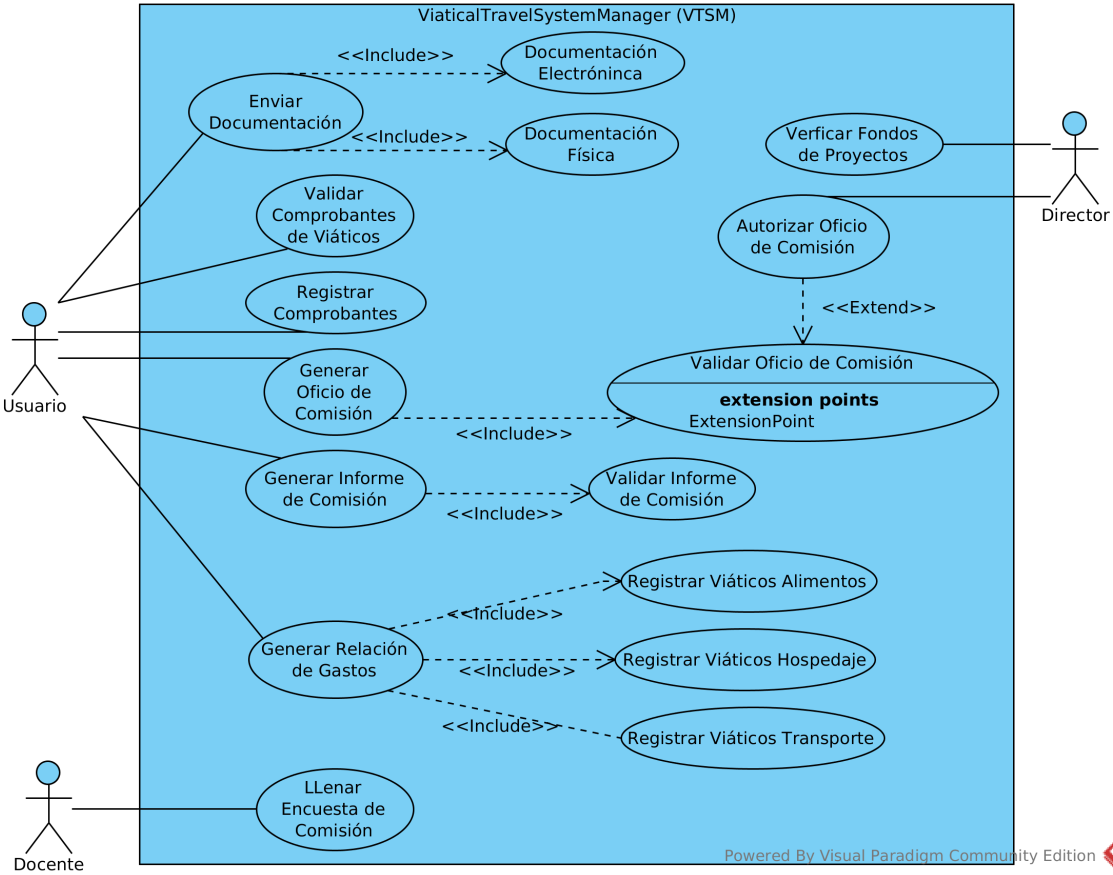 ViaticalTravelSystemManager (VTSM)
<<Include>>
Documentación
Electróninca
Enviar
Documentación
<<Include>>
Documentación
Física
Verficar Fondos
de Proyectos
Director
Validar
Comprobantes
de Viáticos
Autorizar Oficio
de Comisión
Registrar
Comprobantes
<<Extend>>
Usuario
Generar
Oficio de
Comisión
Validar Oficio de Comisión
extension points
ExtensionPoint
<<Include>>
Generar Informe
de Comisión
Validar Informe
de Comisión
<<Include>>
Registrar Viáticos Alimentos
<<Include>>
Generar Relación
de Gastos
Registrar Viáticos Hospedaje
<<Include>>
<<Include>>
Registrar Viáticos Transporte
LLenar
Encuesta de
Comisión
Docente
Powered By Visual Paradigm Community Edition